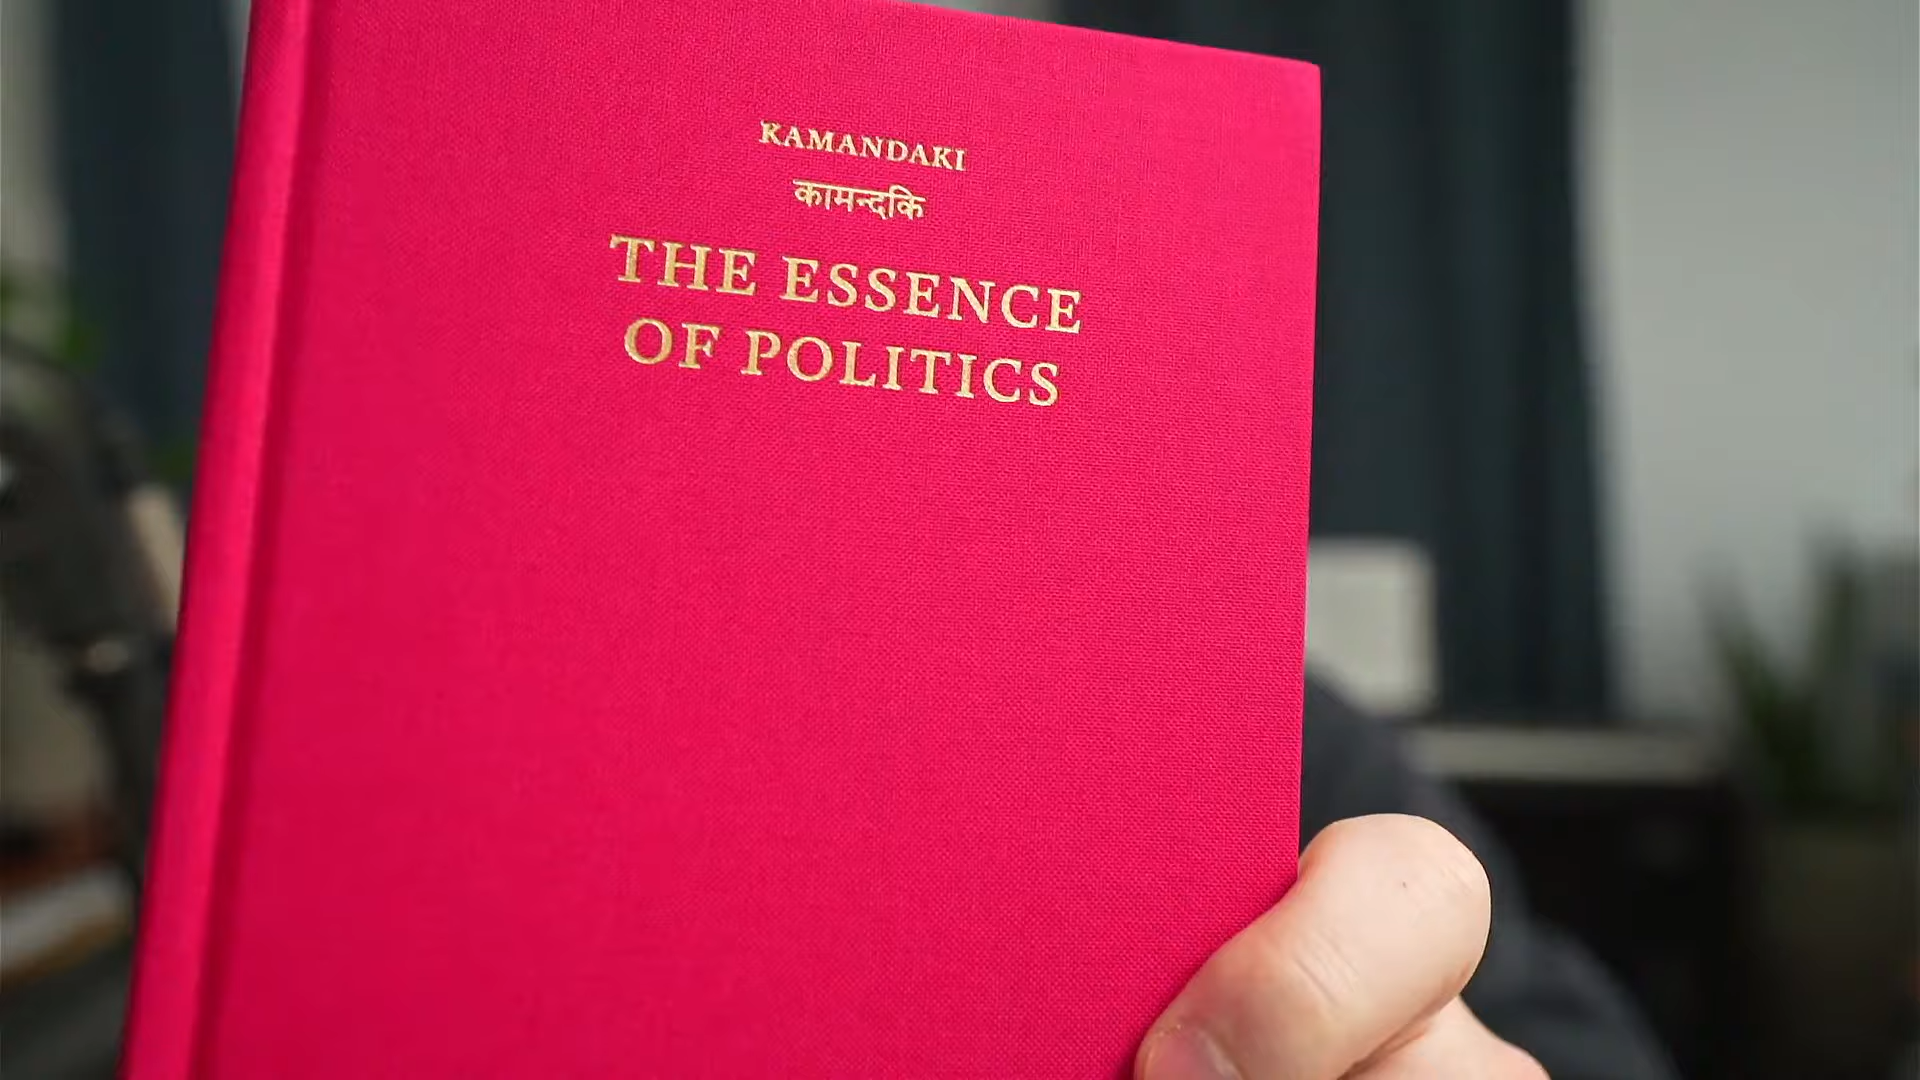 KAMANDAKI
कामन्दकि
THE ESSENCE
OF POLITICS